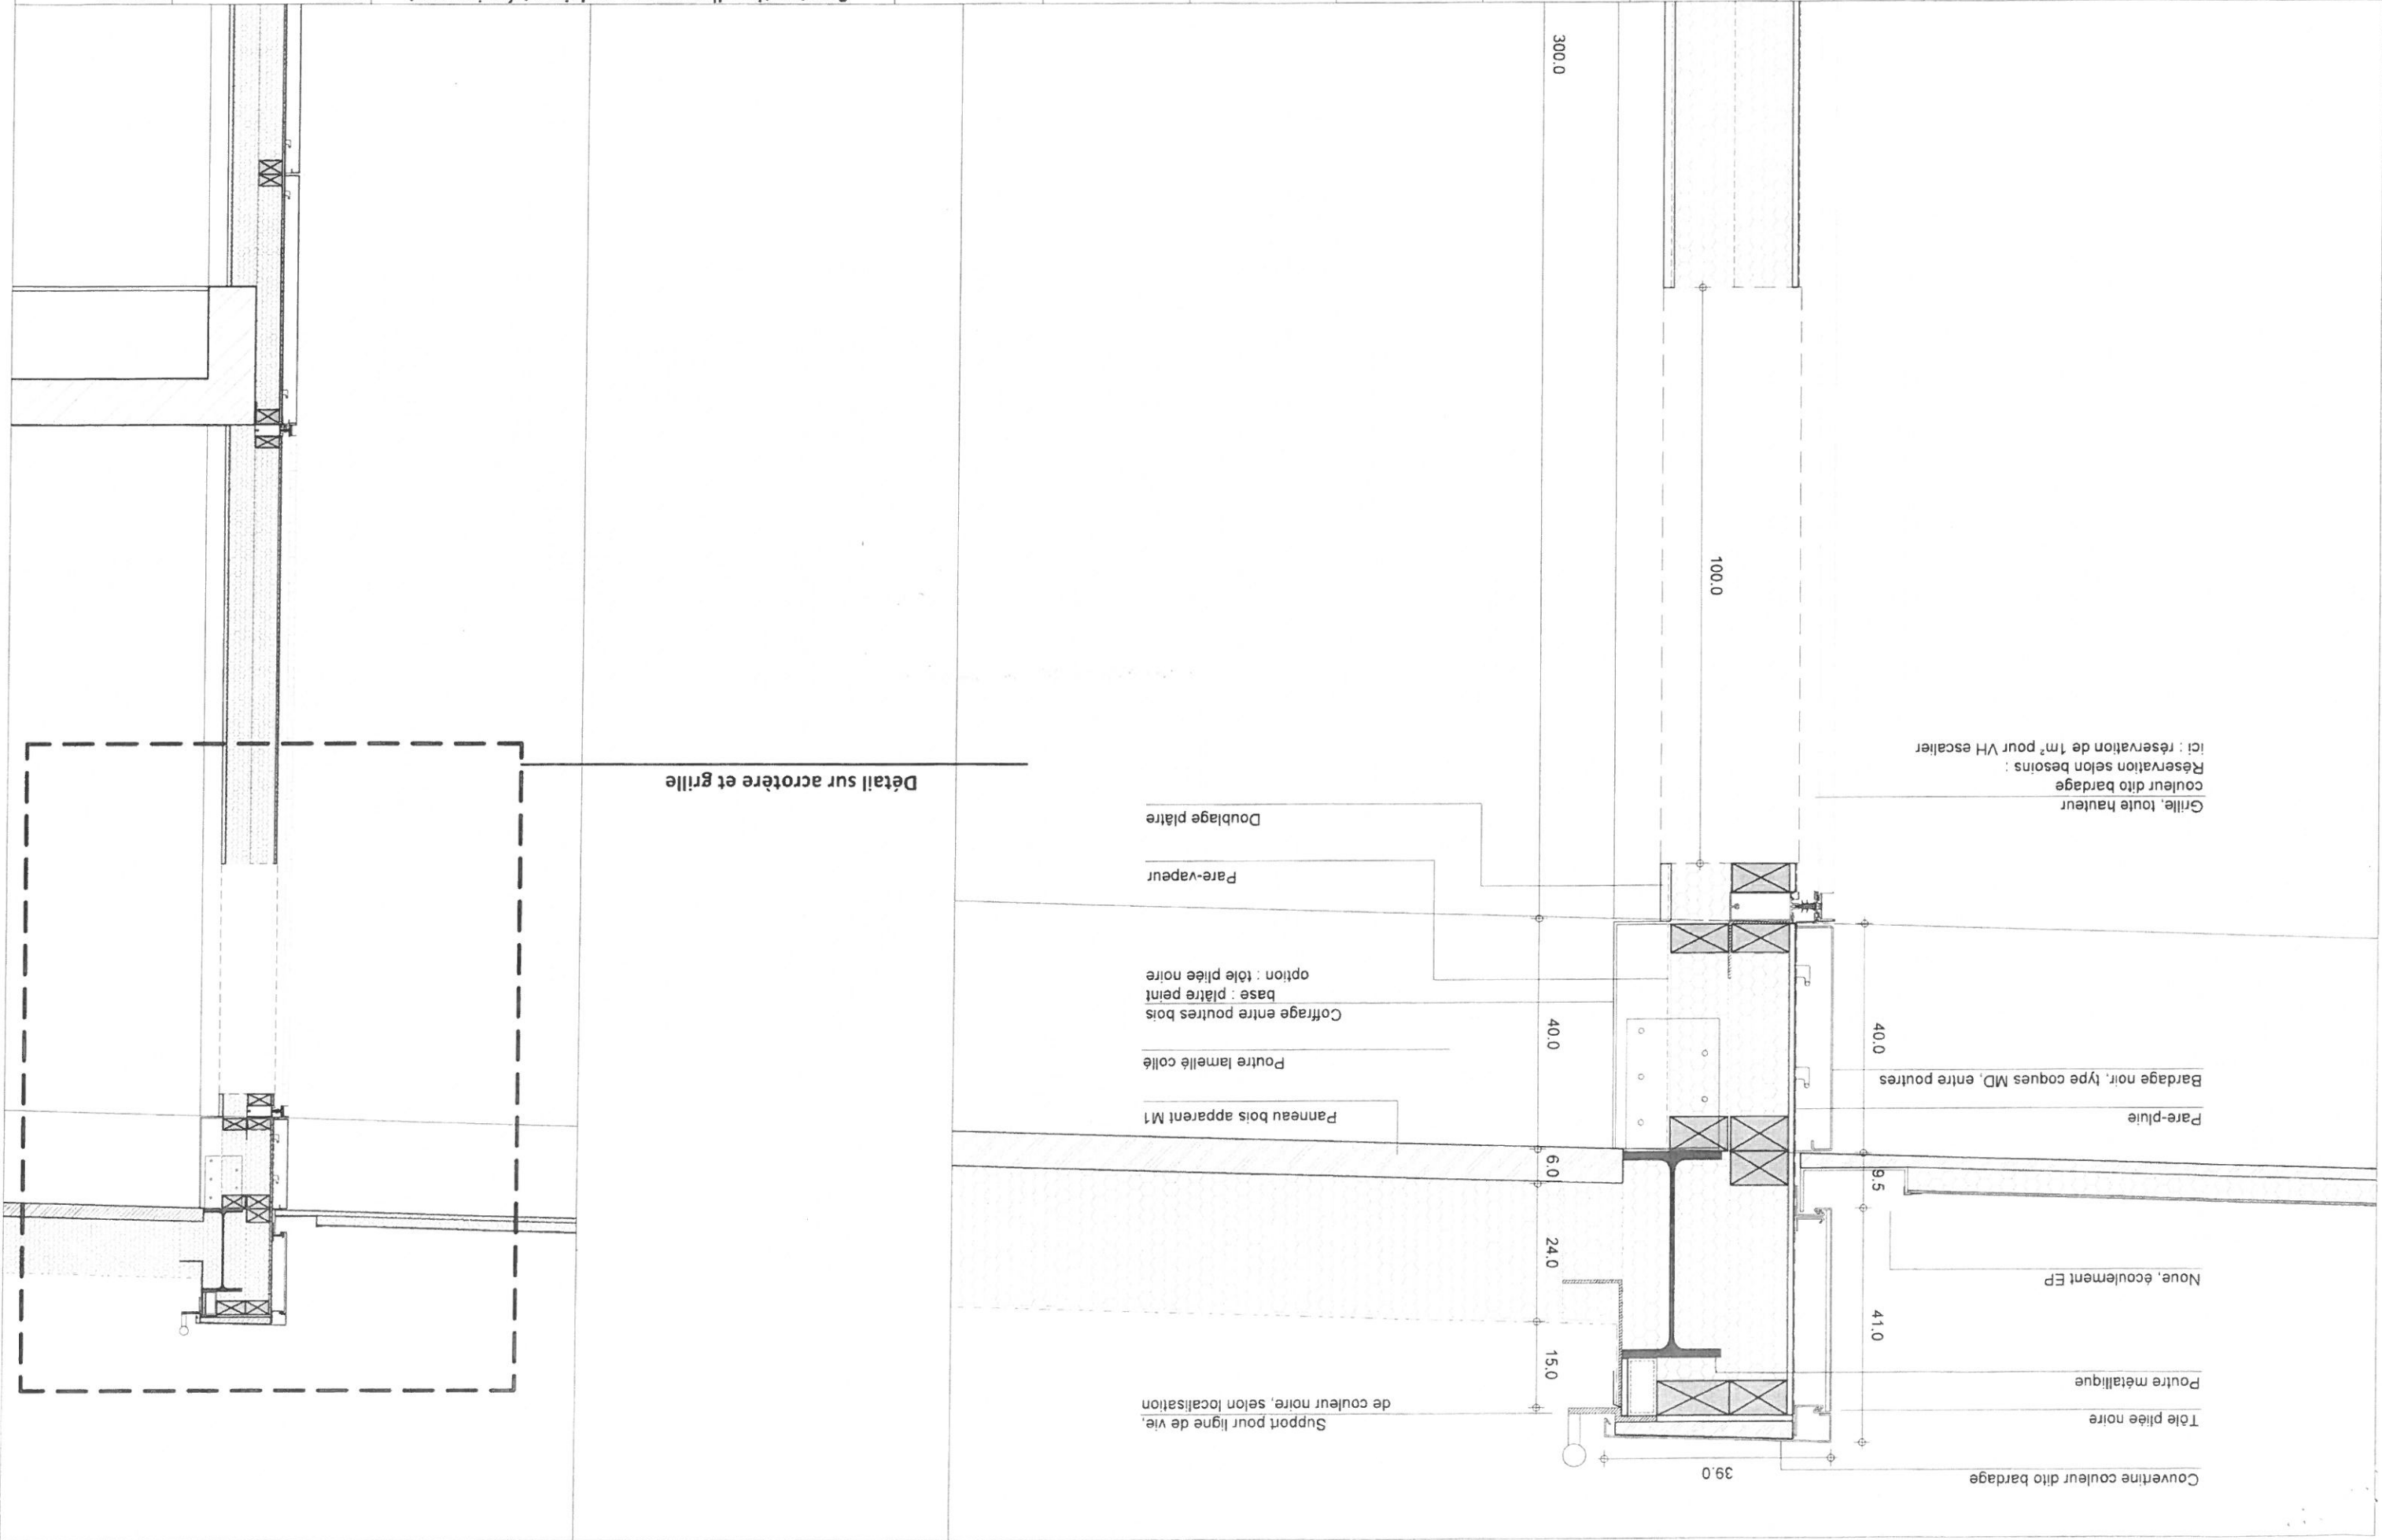 Couvertine couleur dito bardage
39.0
Tôle pliée noire
Poutre métallique
41.0
Noue, écoulement EP
9.5
Pare-pluie
Bardage noir, type coques MD, entre poutres
40.0
Grille, toute hauteur
couleur dito bardage
Réservation selon besoins :
ici : réservation de 1m² pour VH escalier
100.0
Support pour ligne de vie,
de couleur noire, selon localisation
15.0
24.0
6.0
40.0
300.0
Panneau bois apparent M1
Poutre lamellé collé
Coffrage entre poutres bois
base : plâtre peint
option : tôle pliée noire
Pare-vapeur
Doublage plâtre
Détail sur acrotère et grille